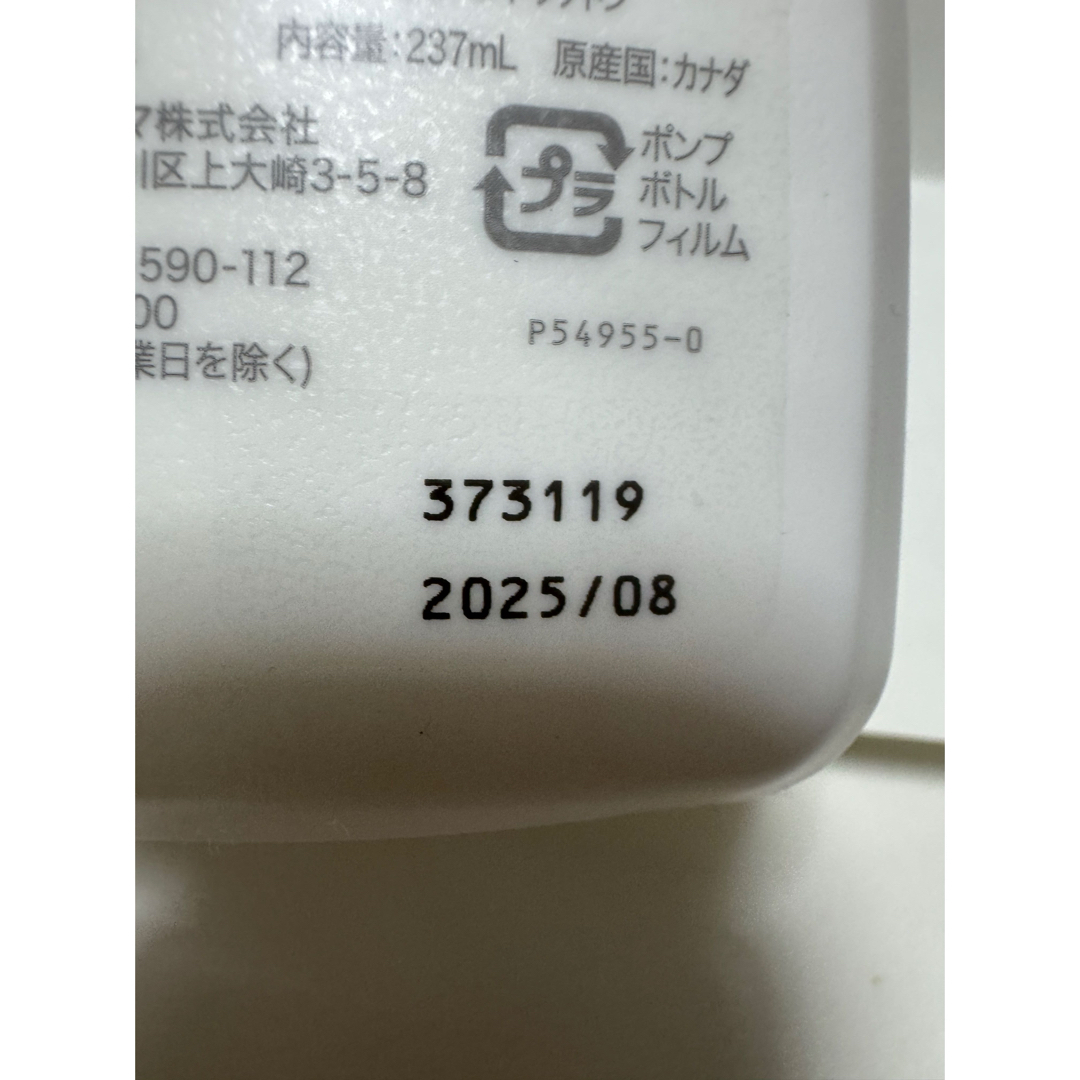 内容量:237mL 原産国:カナダ
マ株式会社
川区上大崎3-5-8
プラ
ポンプ
ボトル
フィルム
590-112
00
業日を除く)
P54955-0
373119
2025/08